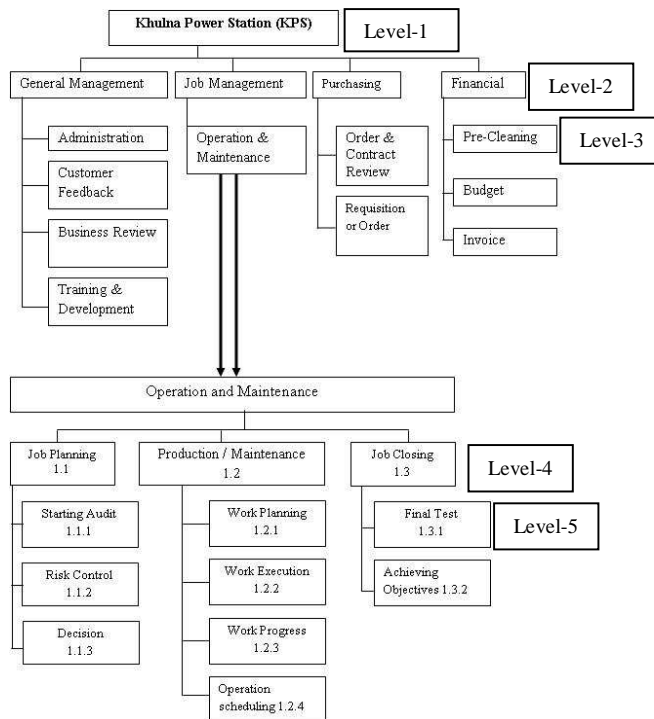 Khulna Power Station (KPS)
Level-1
General Management
Job Management
Purchasing
Financial
Level-2
Administration
Customer
Feedback
Business Review
Training &
Development
Operation &
Maintenance
Order &
Contract
Review
Requisition
or Order
Pre-Cleaning
Level-3
Budget
Invoice
Operation and Maintenance
Job Planning
1.1
Production / Maintenance
1.2
Job Closing
1.3
Level-4
Starting Audit
1.1.1
Risk Control
1.1.2
Decision
1.1.3
Work Planning
1.2.1
Work Execution
1.2.2
Work Progress
1.2.3
Operation
scheduling 1.2.4
Final Test
1.3.1
Level-5
Achieving
Objectives 1.3.2